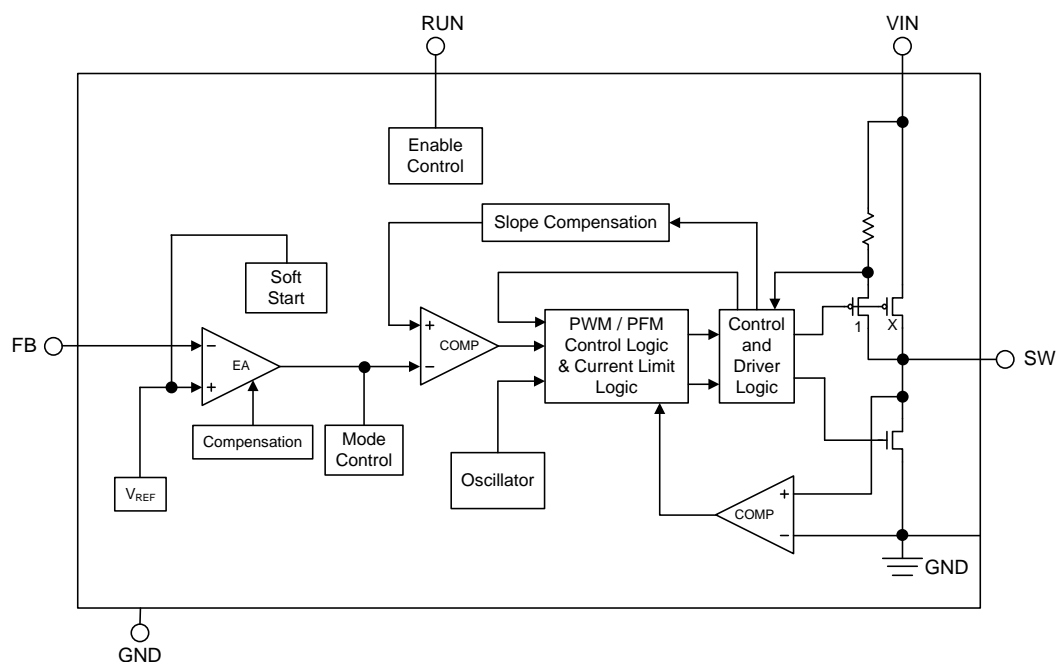 RUN
VIN
Enable
Control
Slope Compensation
Soft
Start
FB
−
EA
+
+
COMP
−
PWM / PFM
Control Logic
& Current Limit
Logic
Control
and
Driver
Logic
1
X
SW
Compensation
Mode
Control
Oscillator
VREF
+
COMP
−
GND
GND